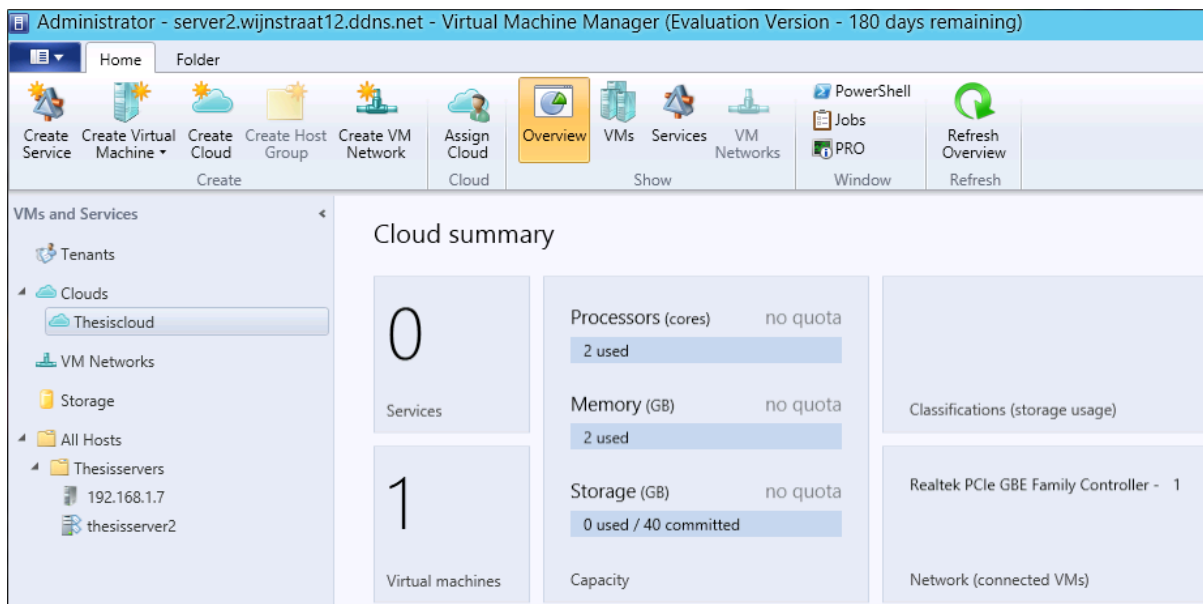 Administrator - server2.wijnstraat12.ddns.net - Virtual Machine Manager (Evaluation Version - 180 days remaining)
Home Folder
Create Service
Create Virtual Machine
Create Cloud
Create Host Group
Create VM Network
Create
Assign Cloud
Cloud
Overview
VMs
Services
VM Networks
Show
PowerShell
Jobs
PRO
Window
Refresh Overview
Refresh
VMs and Services
Tenants
Clouds
Thesiscloud
VM Networks
Storage
All Hosts
Thesisservers
192.168.1.7
thesisserver2
Cloud summary
0
Services
1
Virtual machines
Processors (cores) no quota
2 used
Memory (GB) no quota
2 used
Storage (GB) no quota
0 used / 40 committed
Capacity
Classifications (storage usage)
Realtek PCIe GBE Family Controller - 1
Network (connected VMs)